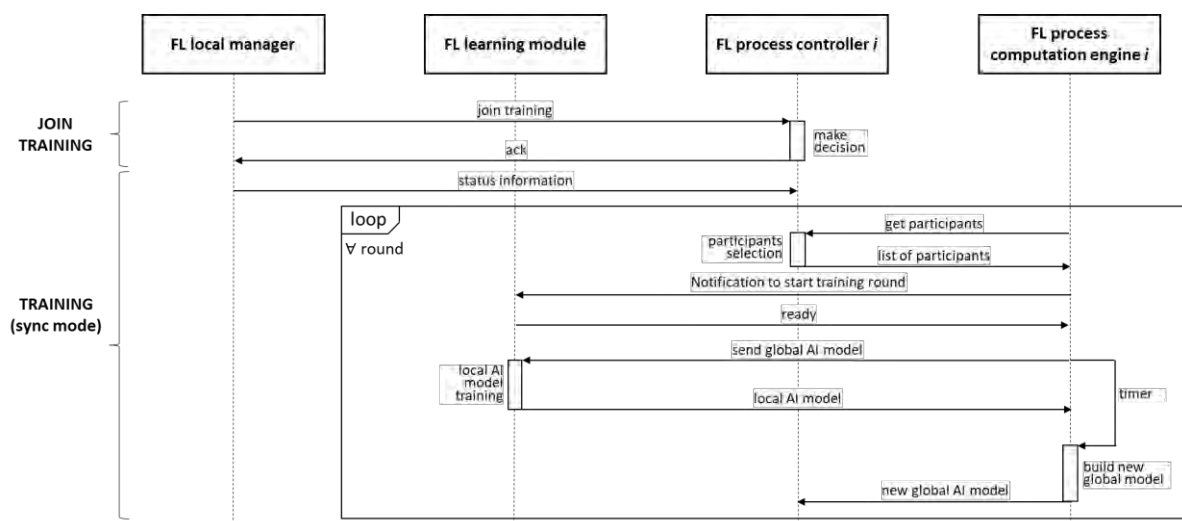 FL local manager
FL learning module
FL process controller i
FL process
computation engine i
JOIN
TRAINING
join training
make
decision
ack
status information
loop
∀ round
get participants
participants
selection
list of participants
Notification to start training round
ready
TRAINING
(sync mode)
send global AI model
local AI
model
training
timer
local AI model
build new
global model
new global AI model